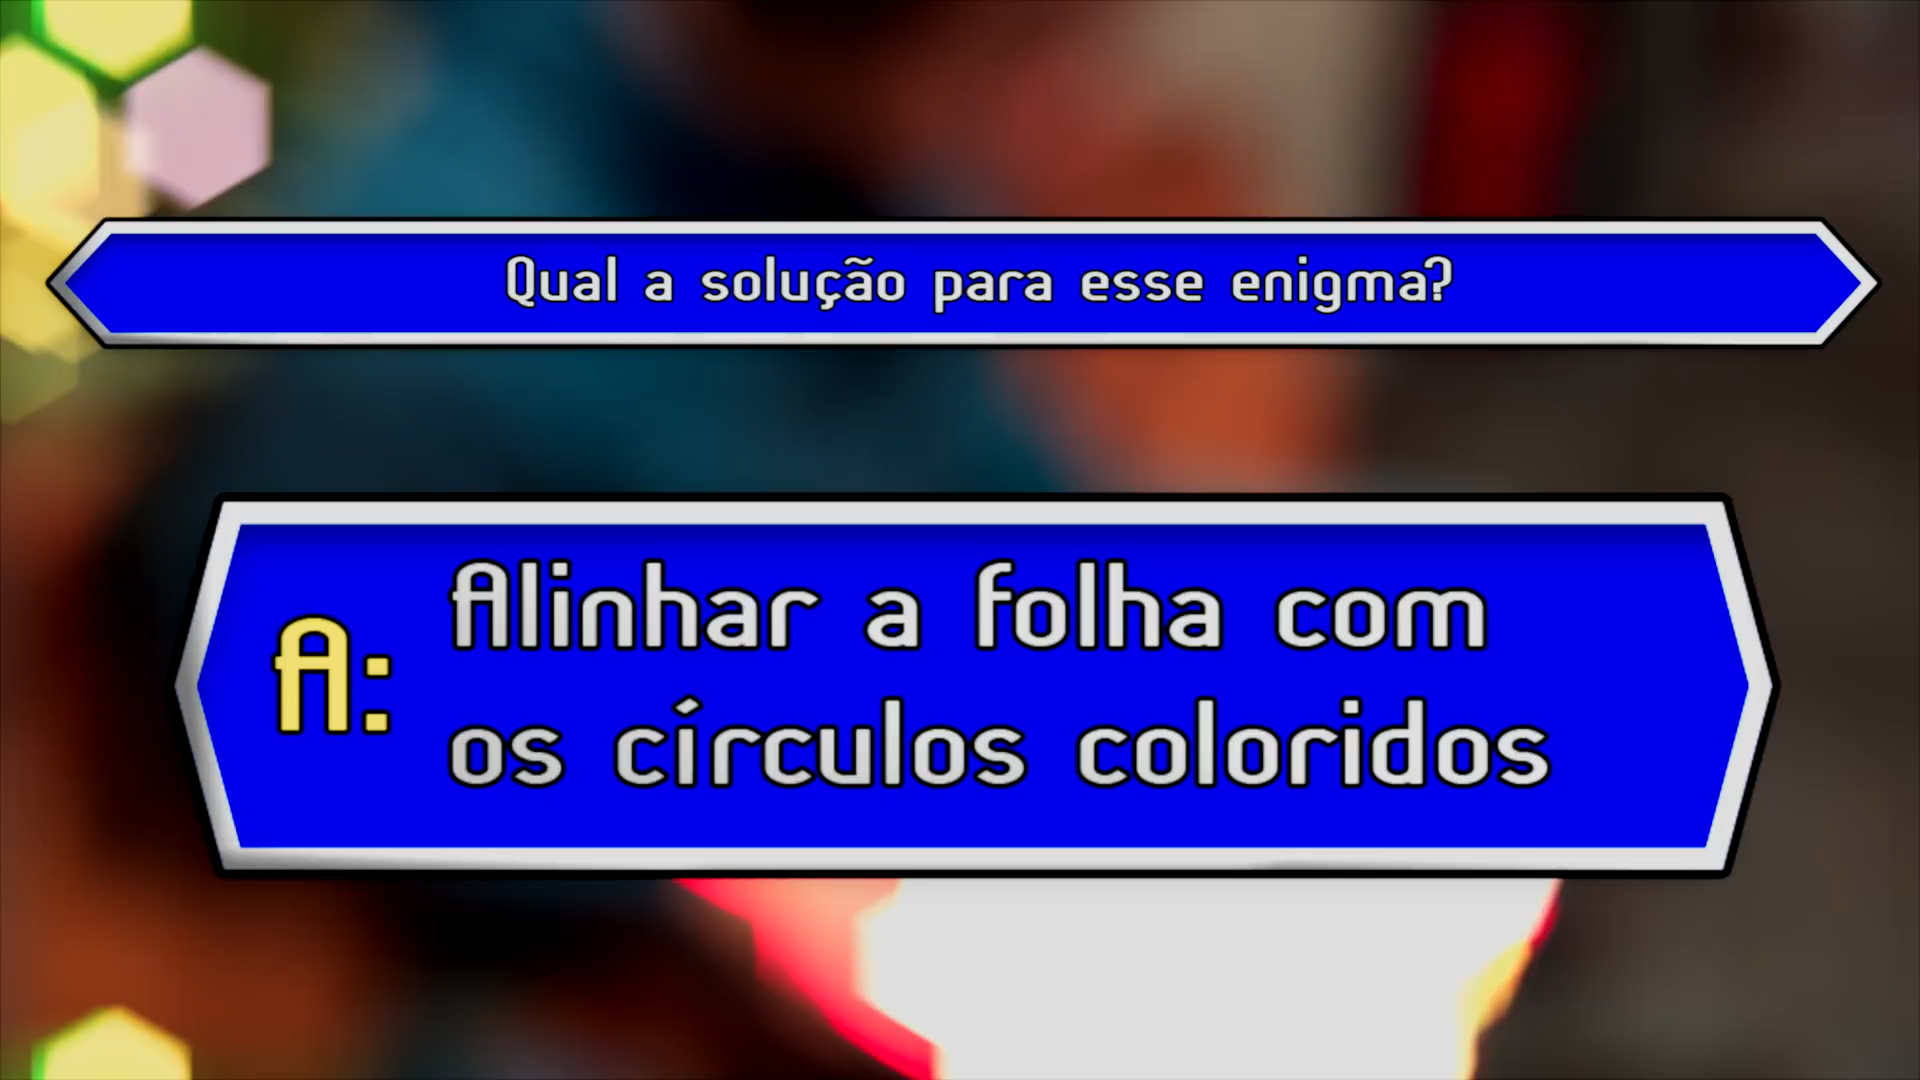 Qual a solução para esse enigma?
A: Alinhar a folha com
os círculos coloridos